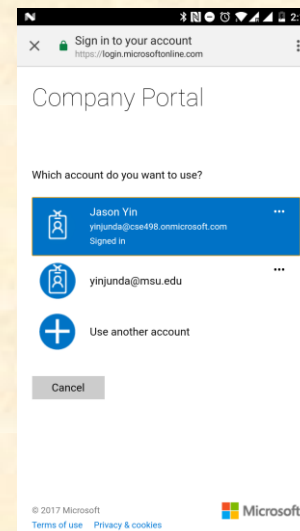 2:
Sign in to your account
https://login.microsoftonline.com
Company Portal
Which account do you want to use?
Jason Yin
yinjunda@cse498.onmicrosoft.com
Signed in
yinjunda@msu.edu
Use another account
Cancel
© 2017 Microsoft
Microsoft
Terms of use Privacy & cookies